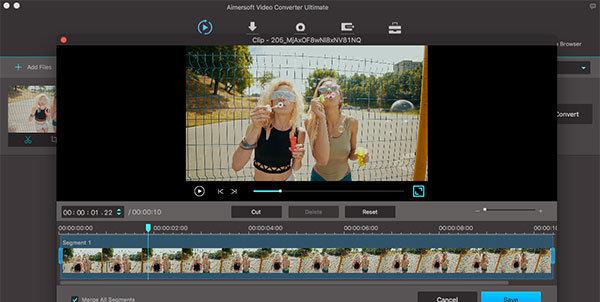 Aimersoft Video Converter Ultimate
Clip - 205_MjAxOF8wNl8xNV81NQ
Browser
Add Files
Convert
00:00:01.22 / 00:00:10
Cut
Delete
Reset
- +
00:00:00:00 00:00:02:00 00:00:04:00 00:00:06:00 00:00:08:00 00:00:10
Segment 1
Merge All Segments
Cancel
Save